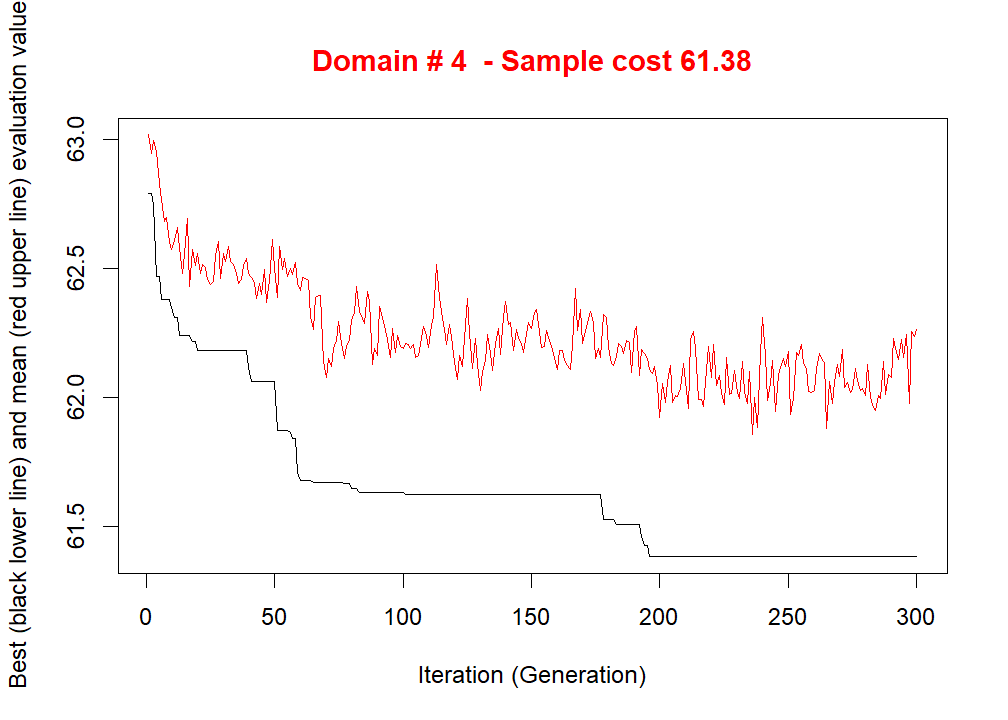 Domain # 4  - Sample cost 61.38
Best (black lower line) and mean (red upper line) evaluation value
63.0
62.5
62.0
61.5
0 50 100 150 200 250 300
Iteration (Generation)